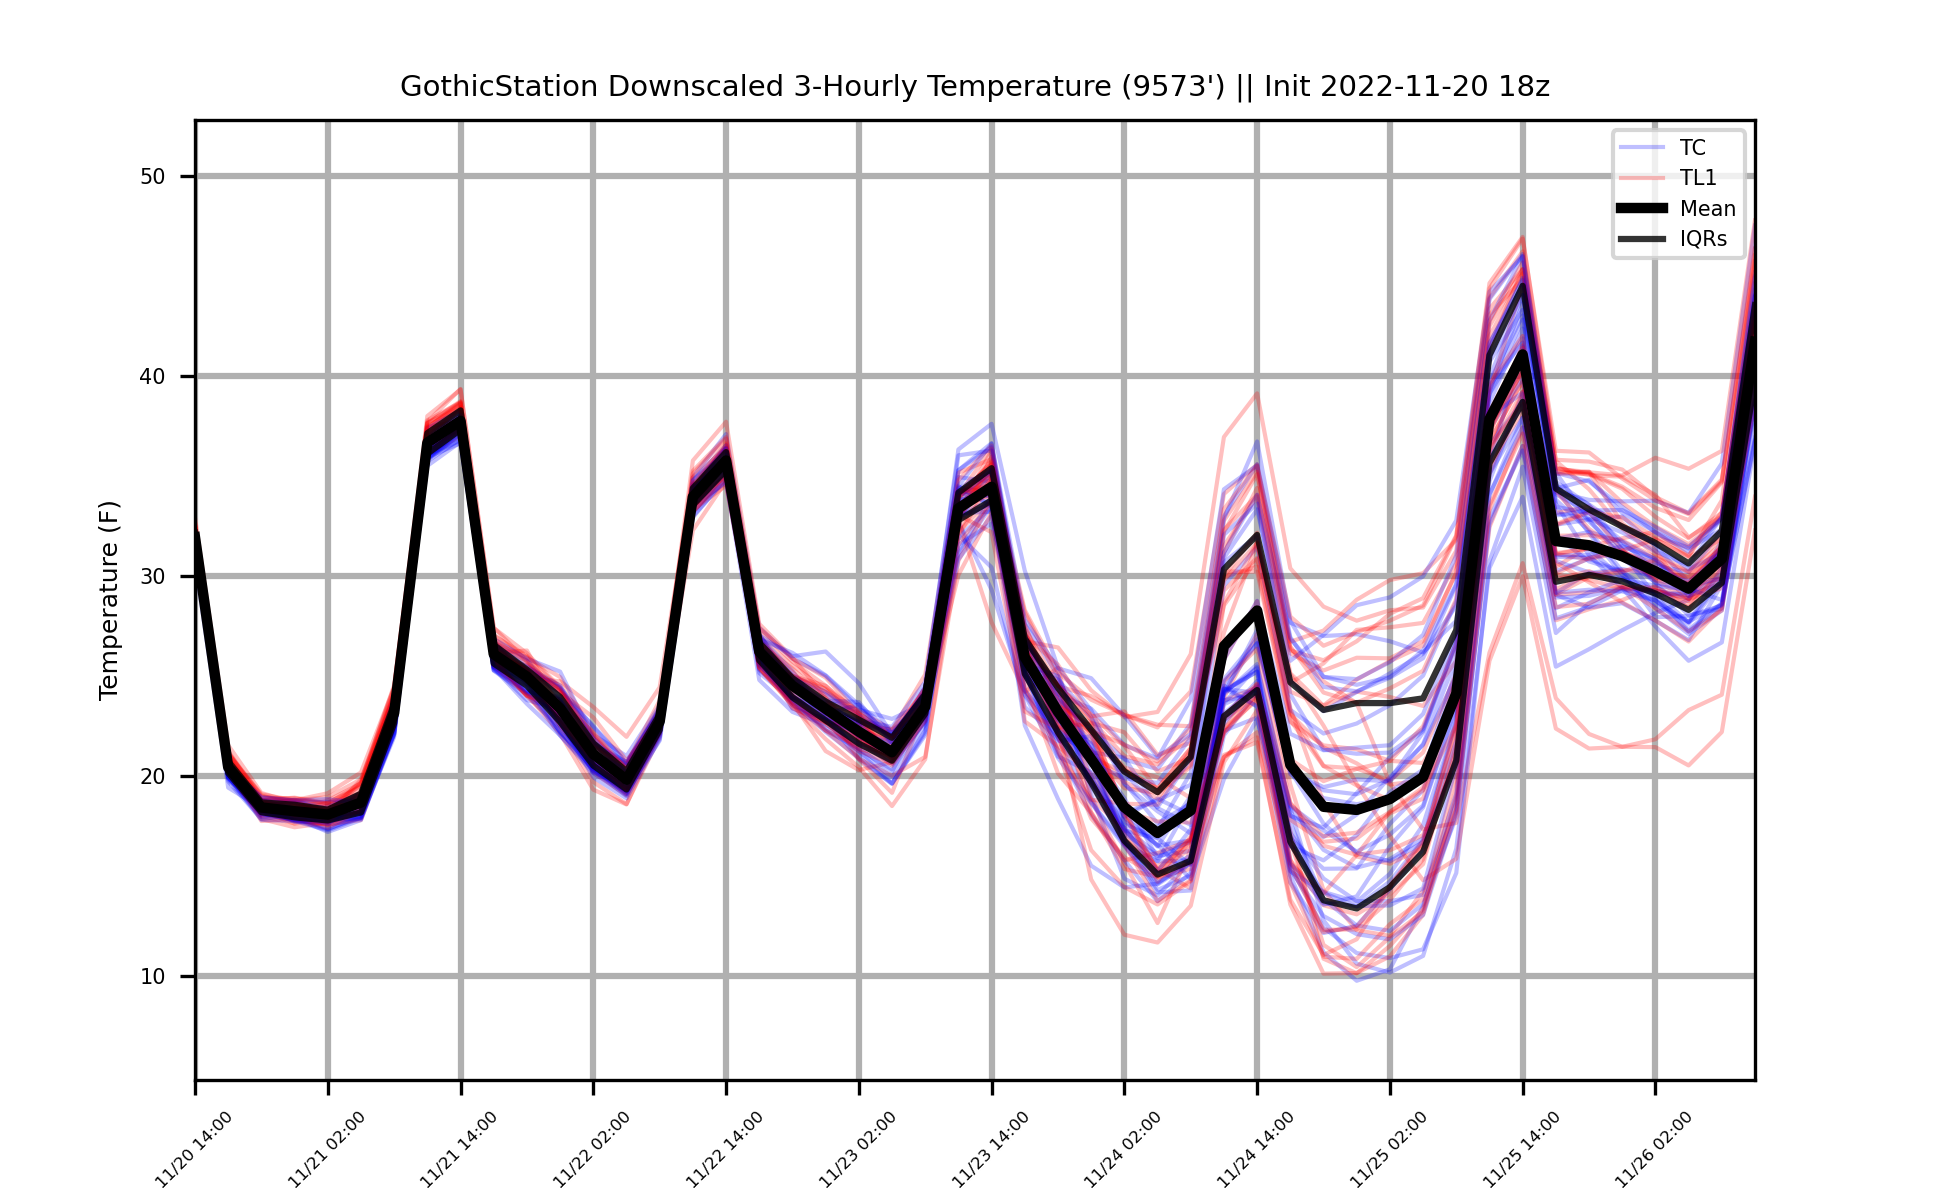 GothicStation Downscaled 3-Hourly Temperature (9573') || Init 2022-11-20 18z
TC
TL1
Mean
IQRs
Temperature (F)
50
40
30
20
10
11/20 14:00
11/21 02:00
11/21 14:00
11/22 02:00
11/22 14:00
11/23 02:00
11/23 14:00
11/24 02:00
11/24 14:00
11/25 02:00
11/25 14:00
11/26 02:00